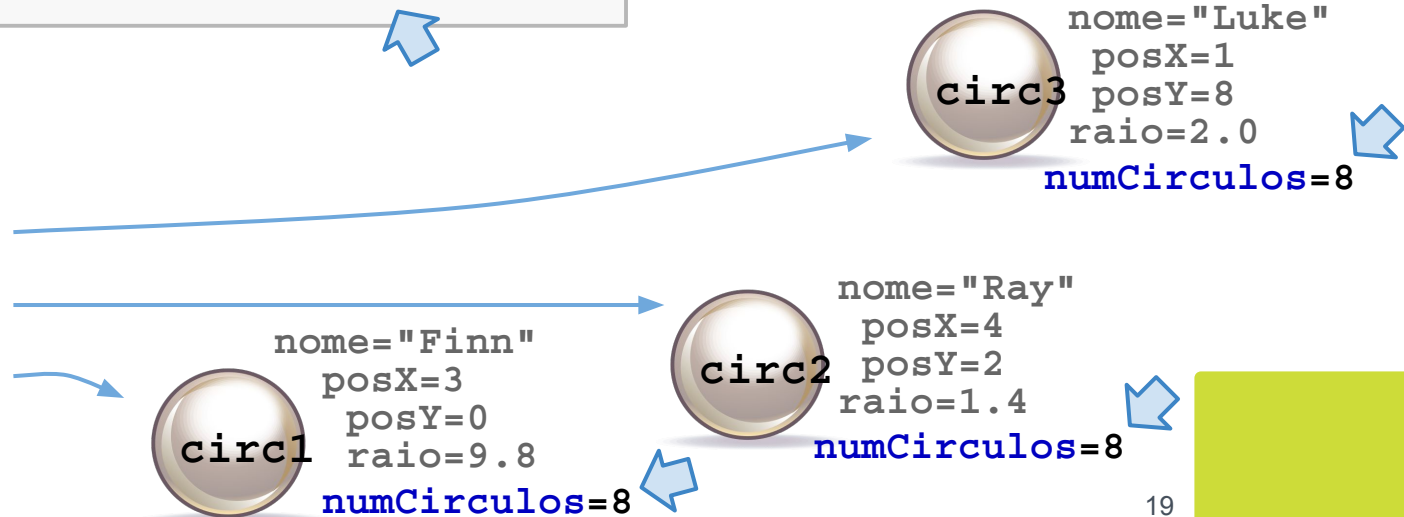 nome="Luke"
posX=1
circ3 posY=8
raio=2.0
numCirculos=8
nome="Ray"
posX=4
circ2 posY=2
raio=1.4
numCirculos=8
nome="Finn"
posX=3
posY=0
circ1 raio=9.8
numCirculos=8
19